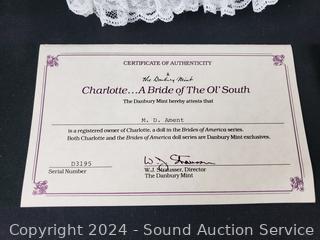 CERTIFICATE OF AUTHENTICITY
The Danbury Mint
Charlotte...A Bride of The Ol' South
The Danbury Mint hereby attests that
M. D. Ament
is a registered owner of Charlotte, a doll in the Brides of America series.
Both Charlotte and the Brides of America doll series are Danbury Mint exclusives.
D3195
Serial Number
W.J. Strausser, Director
The Danbury Mint
Copyright 2024 - Sound Auction Service